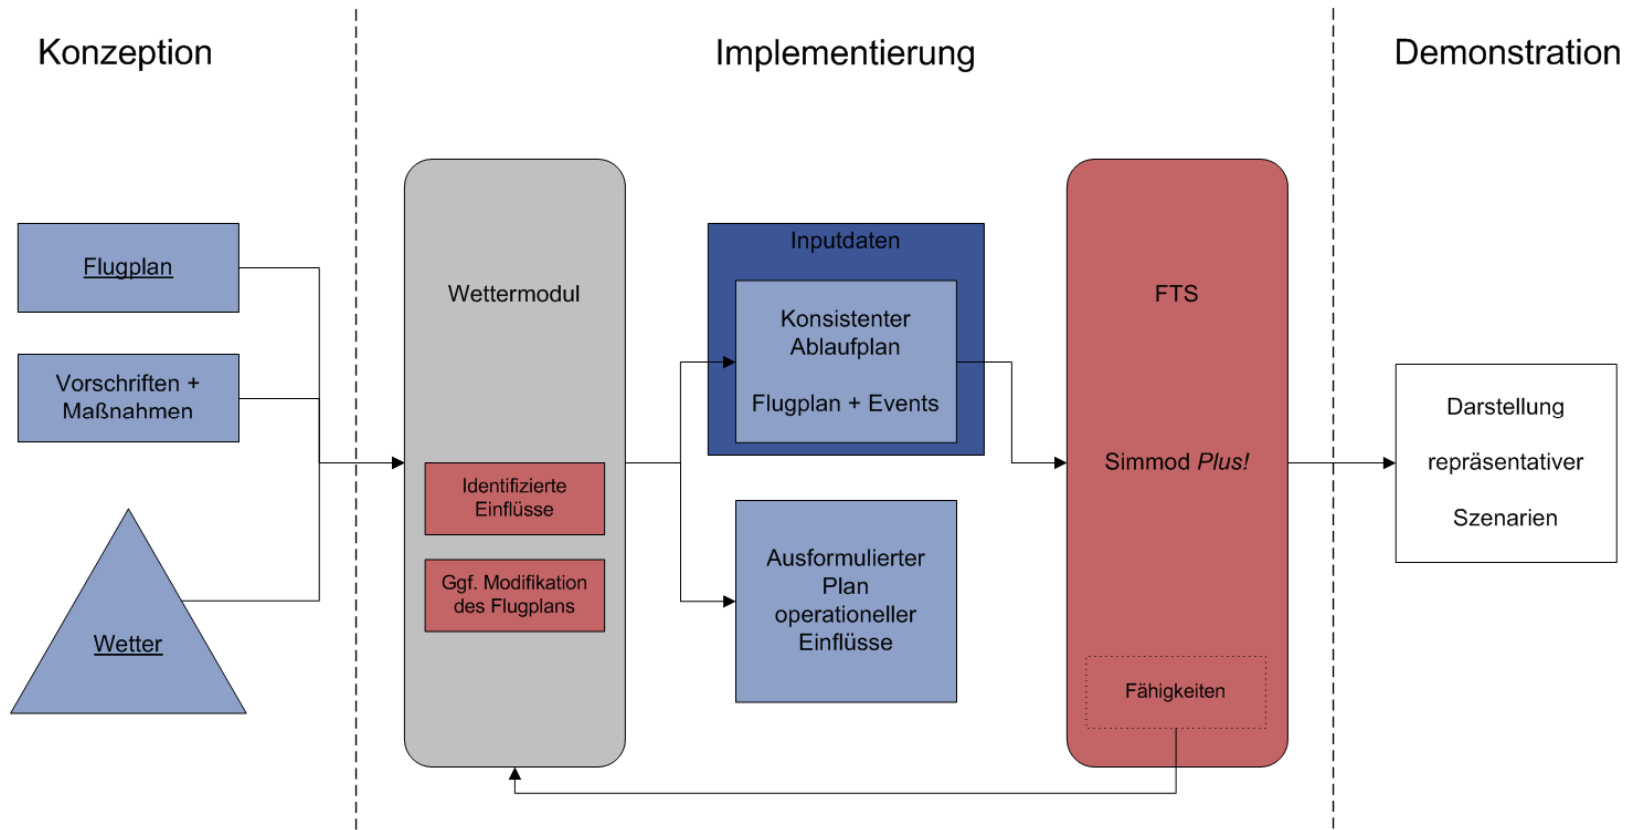 Konzeption
Implementierung
Demonstration
Flugplan
Vorschriften +
Maßnahmen
Wetter
Wettermodul
Identifizierte
Einflüsse
Ggf. Modifikation
des Flugplans
Inputdaten
Konsistenter
Ablaufplan
Flugplan + Events
Ausformulierter
Plan
operationeller
Einflüsse
FTS
Simmod Plus!
Fähigkeiten
Darstellung
repräsentativer
Szenarien